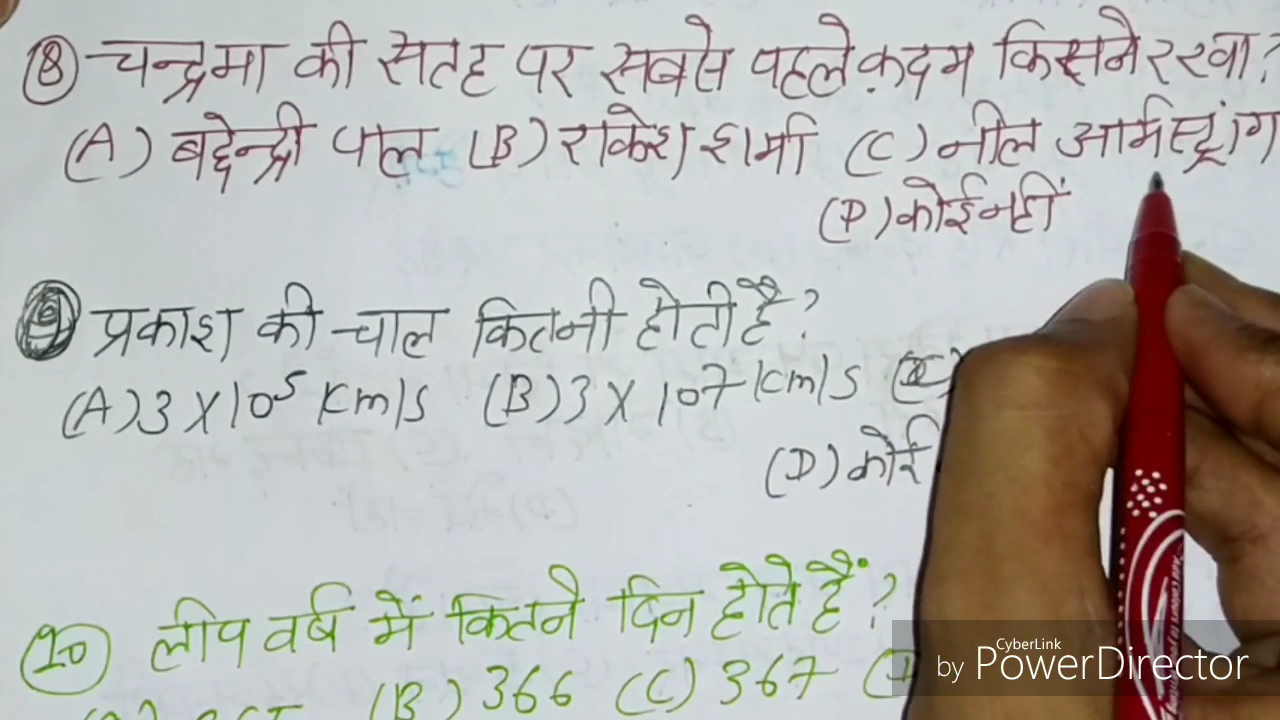 (8) चन्द्रमा की सतह पर सबसे पहले क़दम किसने रखा?
(A) बछेन्द्री पाल (B) राकेश शर्मा (C) नील आर्मस्ट्रांग
(D) कोई नहीं
(9) प्रकाश की चाल कितनी होती है?
(A) 3 X 10⁵ Km/s (B) 3 X 10⁷ Km/s (C)
(D) कोई
(10) लीप वर्ष में कितने दिन होते हैं?
(B) 366 (C) 367
CyberLink
by PowerDirector